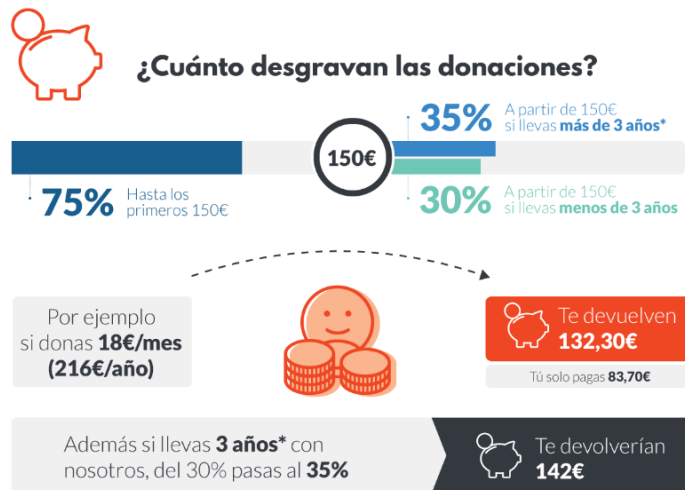 ¿Cuánto desgravan las donaciones?
35%
A partir de 150€
si llevas más de 3 años*
150€
75%
Hasta los
primeros 150€
30%
A partir de 150€
si llevas menos de 3 años
Por ejemplo
si donas 18€/mes
(216€/año)
Te devuelven
132,30€
Tú solo pagas 83,70€
Además si llevas 3 años* con
nosotros, del 30% pasas al 35%
Te devolverían
142€